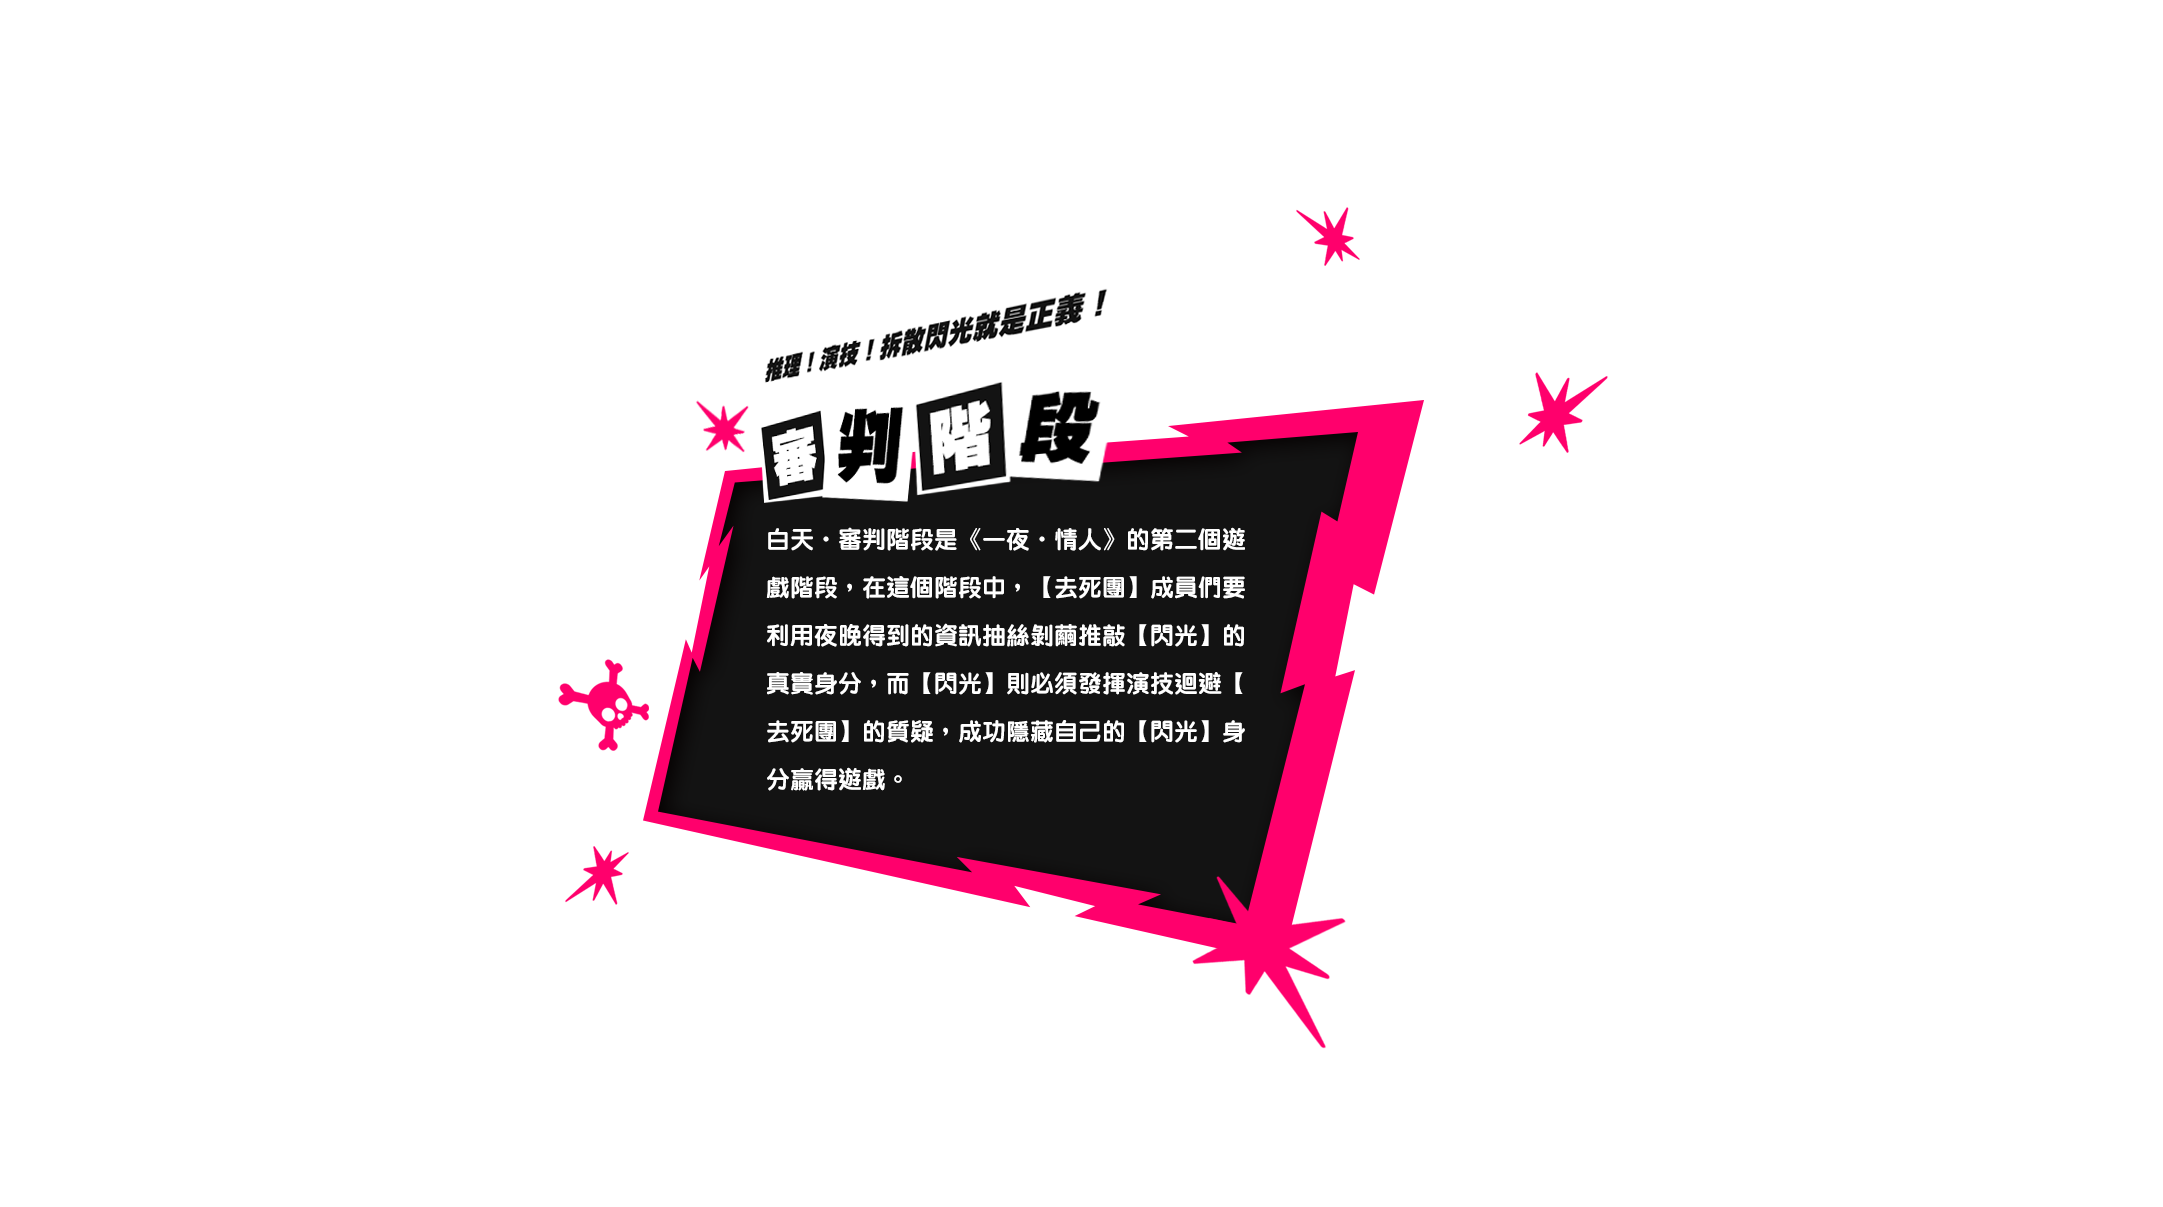 推理！演技！拆散閃光就是正義！
審判階段
白天・審判階段是《一夜・情人》的第二個遊
戲階段，在這個階段中，【去死團】成員們要
利用夜晚得到的資訊抽絲剝繭推敲【閃光】的
真實身分，而【閃光】則必須發揮演技迴避【
去死團】的質疑，成功隱藏自己的【閃光】身
分贏得遊戲。